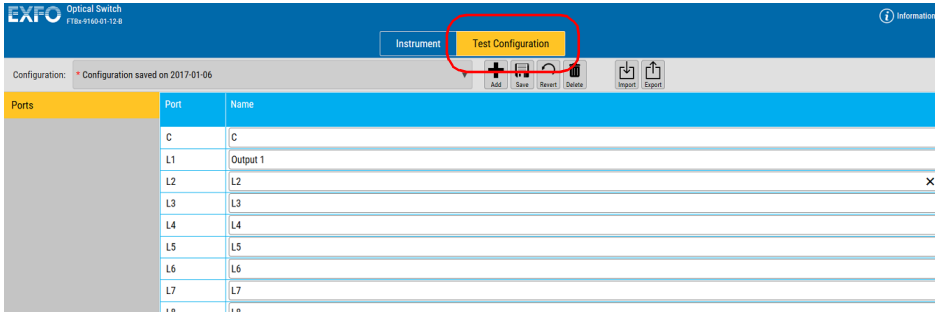 EXFO Optical Switch
FTBx-9160-01-12-B
Information
Instrument Test Configuration
Configuration: * Configuration saved on 2017-01-06
Add Save Revert Delete Import Export
Ports Port Name
C C
L1 Output 1
L2 L2
L3 L3
L4 L4
L5 L5
L6 L6
L7 L7
L8 L8